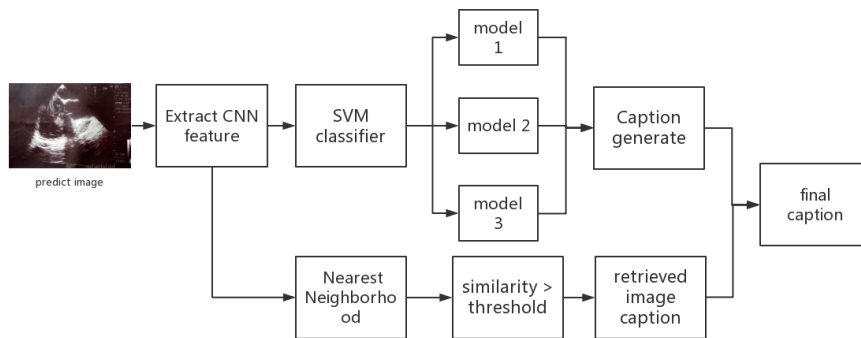 model
1
Extract CNN
feature
SVM
classifier
model 2
Caption
generate
predict image
model
3
final
caption
Nearest
Neighborho
od
similarity >
threshold
retrieved
image
caption